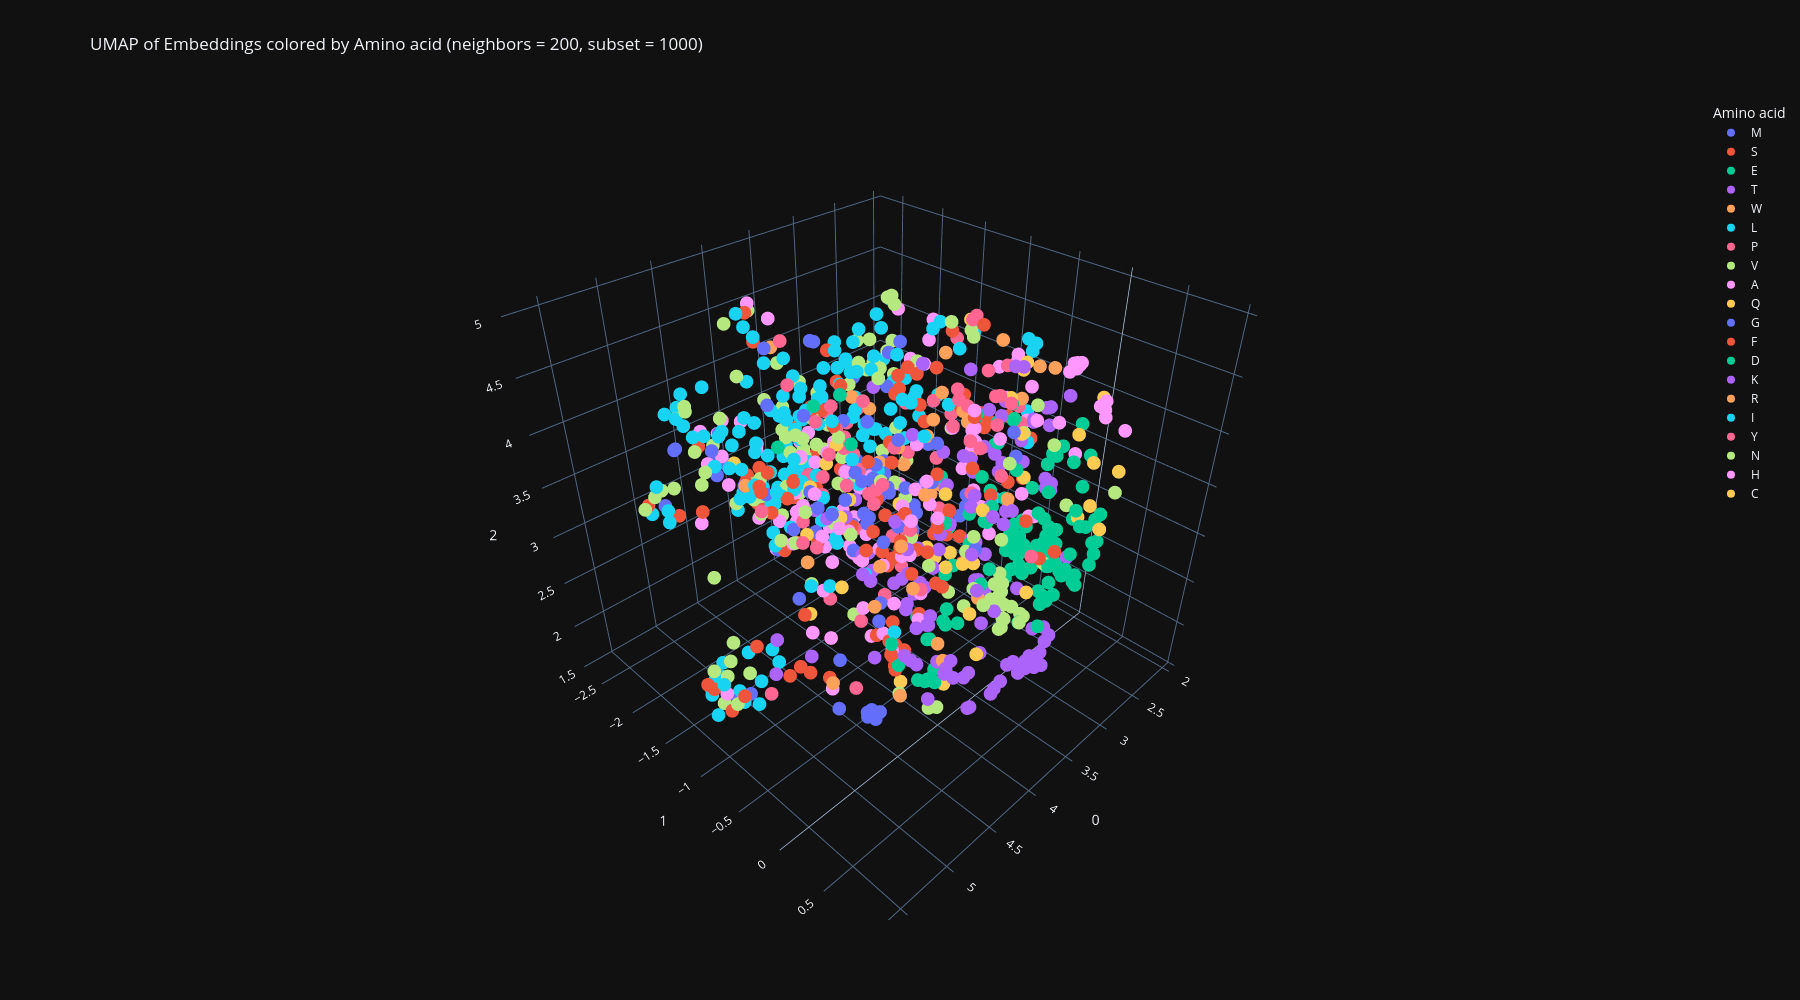 UMAP of Embeddings colored by Amino acid (neighbors = 200, subset = 1000)
Amino acid
M
S
E
T
W
L
P
V
A
Q
G
F
D
K
R
I
Y
N
H
C
5
4.5
4
3.5
3
2.5
2
1.5
2
−2.5
−2
−1.5
−1
−0.5
0
0.5
1
2
2.5
3
3.5
4
4.5
5
0